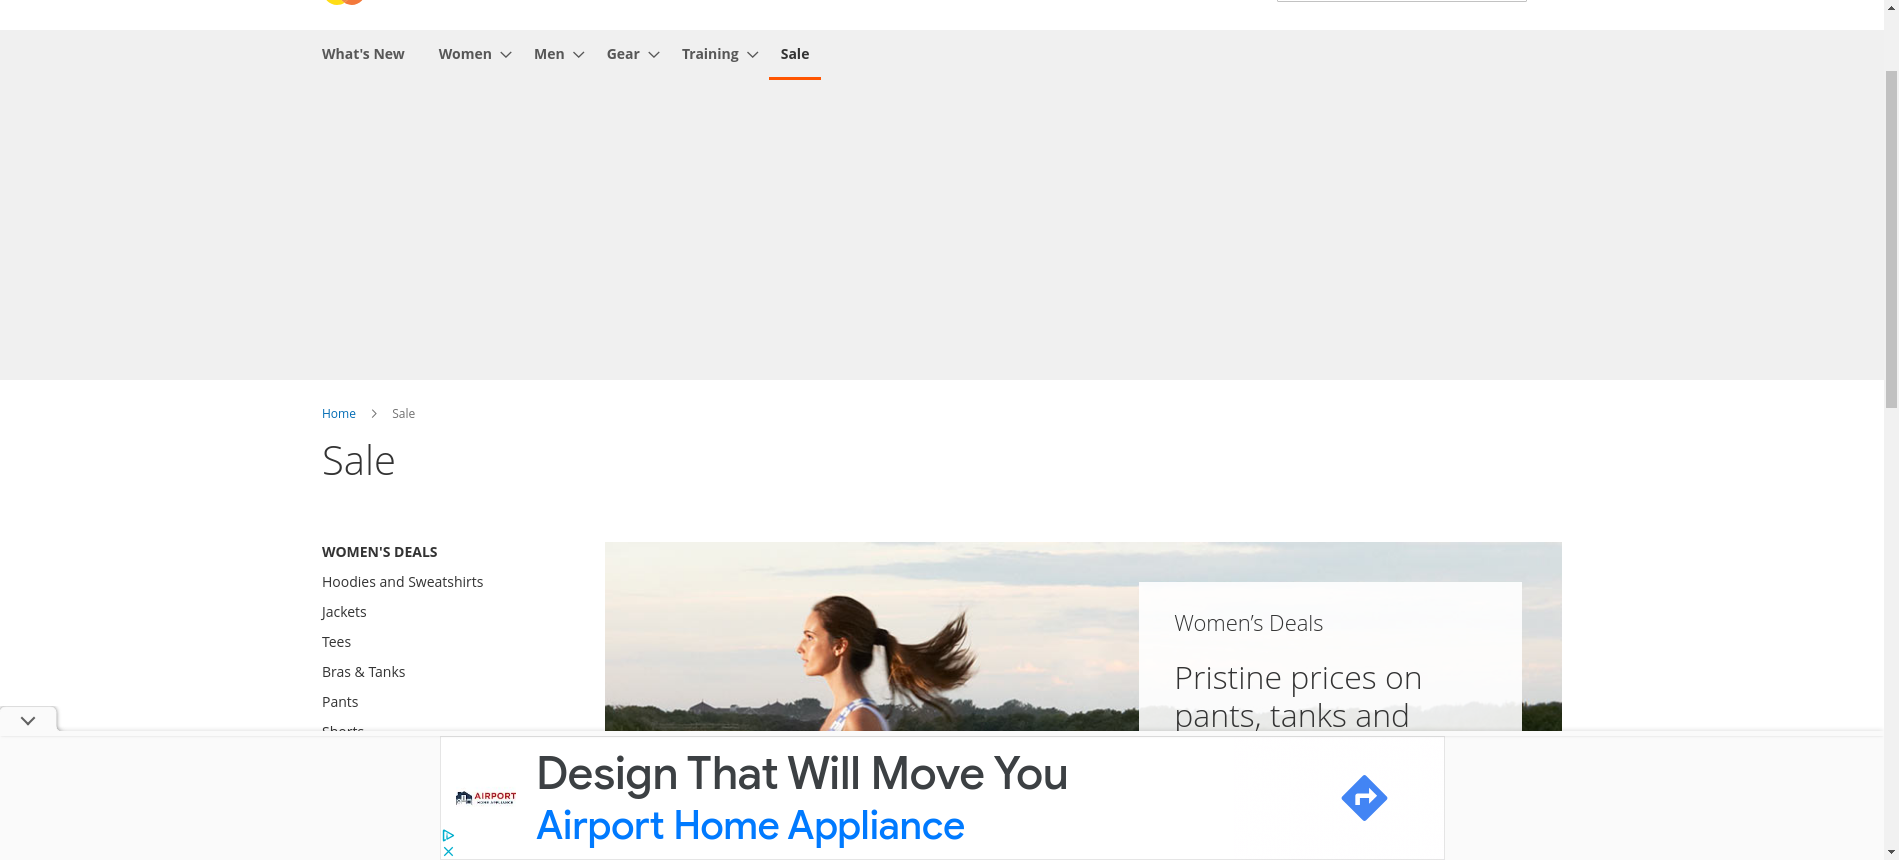 What's New Women Men Gear Training Sale
Home Sale
Sale
WOMEN'S DEALS
Hoodies and Sweatshirts
Jackets
Tees
Bras & Tanks
Pants
Shorts
Women's Deals
Pristine prices on
pants, tanks and
AIRPORT
HOME APPLIANCE
Design That Will Move You
Airport Home Appliance